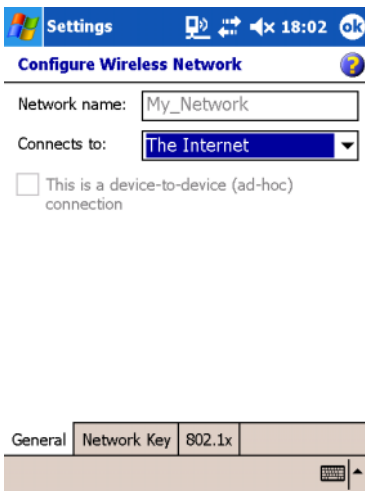 Settings 18:02 ok
Configure Wireless Network ?
Network name: My_Network
Connects to: The Internet
This is a device-to-device (ad-hoc)
connection
General Network Key 802.1x